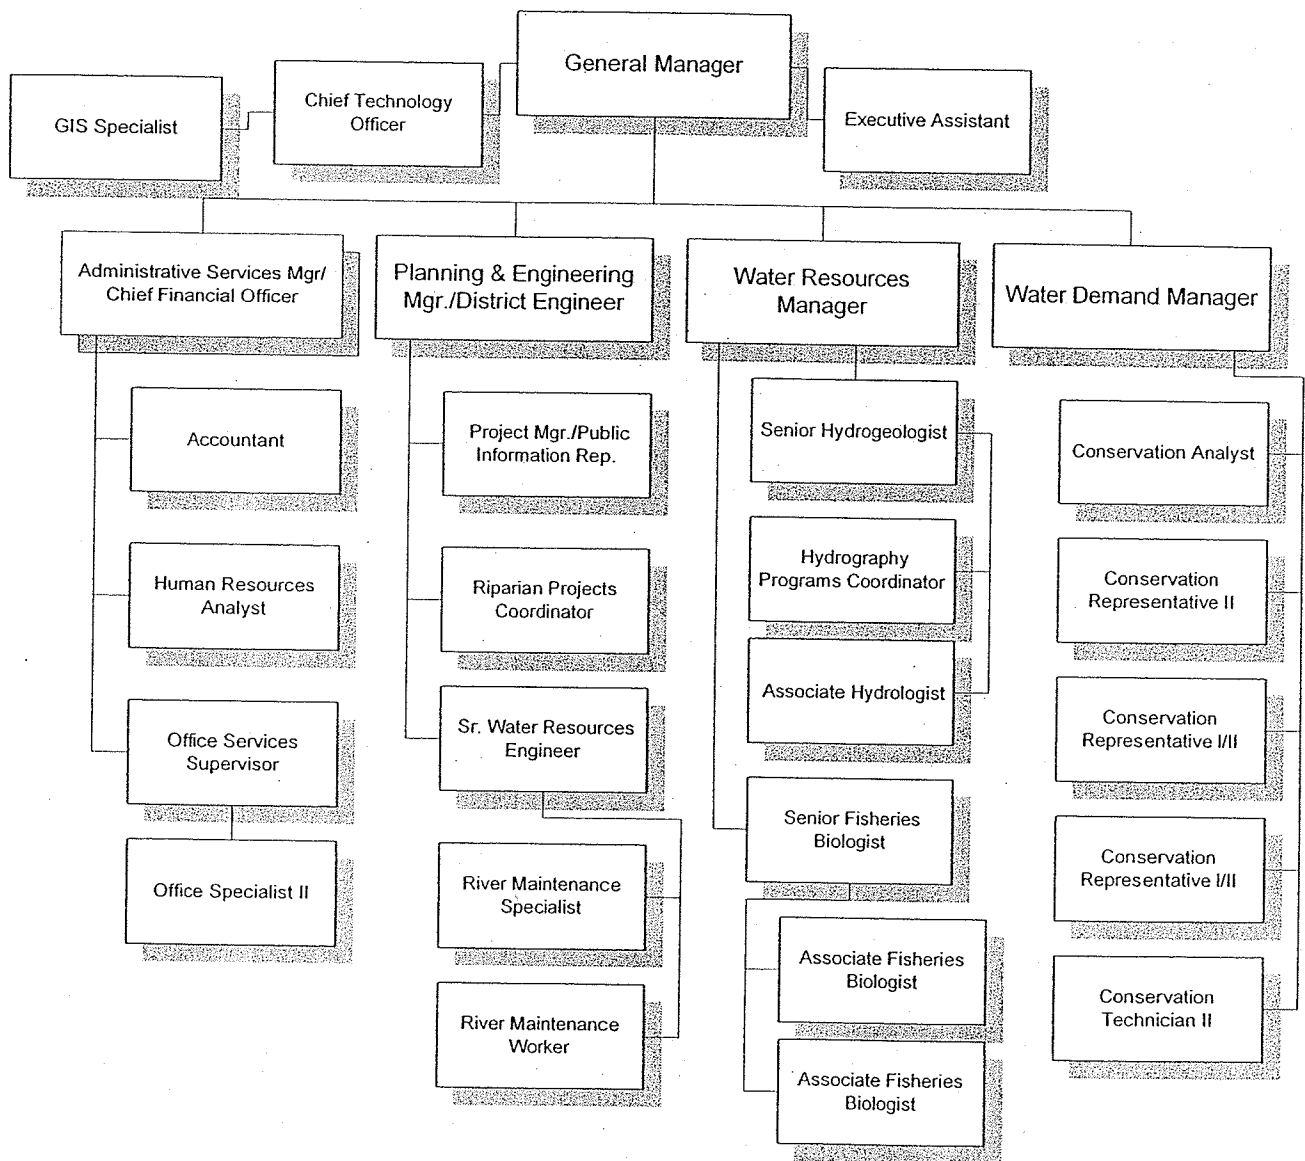 General Manager
Chief Technology
Officer
GIS Specialist
Executive Assistant
Administrative Services Mgr/
Chief Financial Officer
Planning & Engineering
Mgr./District Engineer
Water Resources
Manager
Water Demand Manager
Accountant
Human Resources
Analyst
Office Services
Supervisor
Office Specialist II
Project Mgr./Public
Information Rep.
Riparian Projects
Coordinator
Sr. Water Resources
Engineer
River Maintenance
Specialist
River Maintenance
Worker
Senior Hydrogeologist
Hydrography
Programs Coordinator
Associate Hydrologist
Senior Fisheries
Biologist
Associate Fisheries
Biologist
Associate Fisheries
Biologist
Conservation Analyst
Conservation
Representative II
Conservation
Representative I/II
Conservation
Representative I/II
Conservation
Technician II